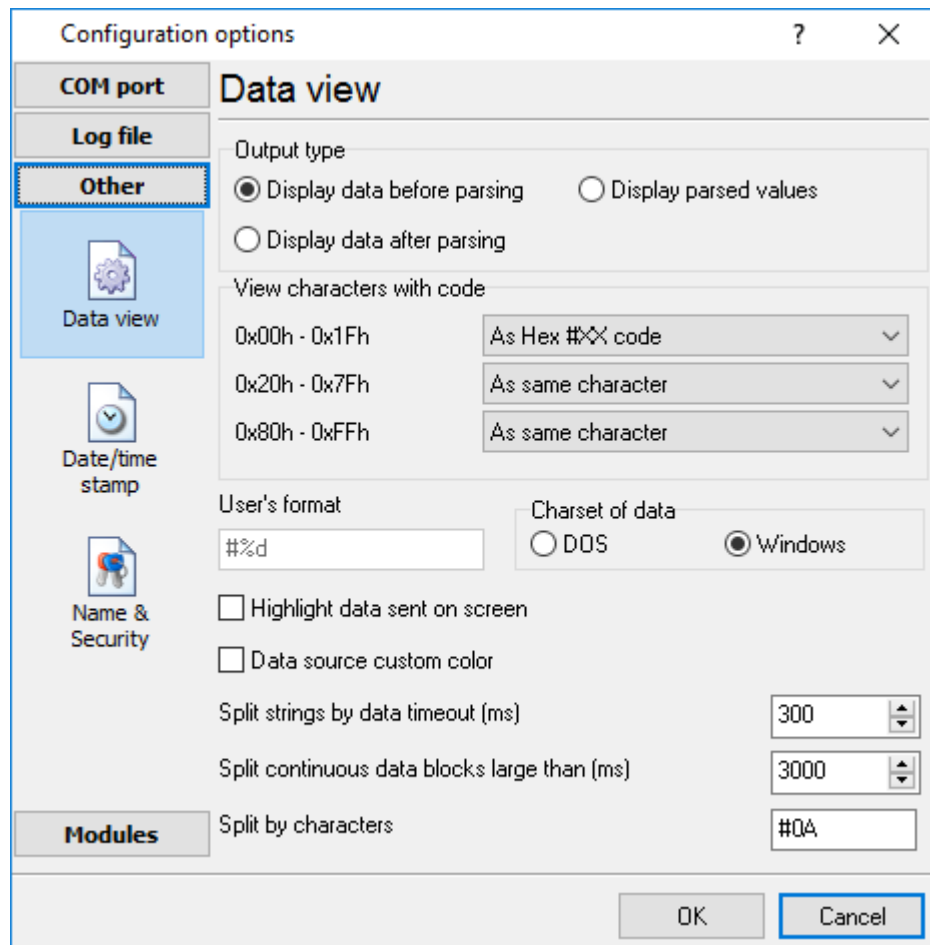 Configuration options
?
COM port
Data view
Log file
Output type
Other
Display data before parsing
Display parsed values
Display data after parsing
Data view
View characters with code
0x00h - 0x1Fh
As Hex #XX code
0x20h - 0x7Fh
As same character
0x80h - 0xFFh
As same character
Date/time
stamp
User's format
Charset of data
#%d
DOS
Windows
Name &
Security
Highlight data sent on screen
Data source custom color
Split strings by data timeout (ms)
300
Split continuous data blocks large than (ms)
3000
Modules
Split by characters
#0A
OK
Cancel